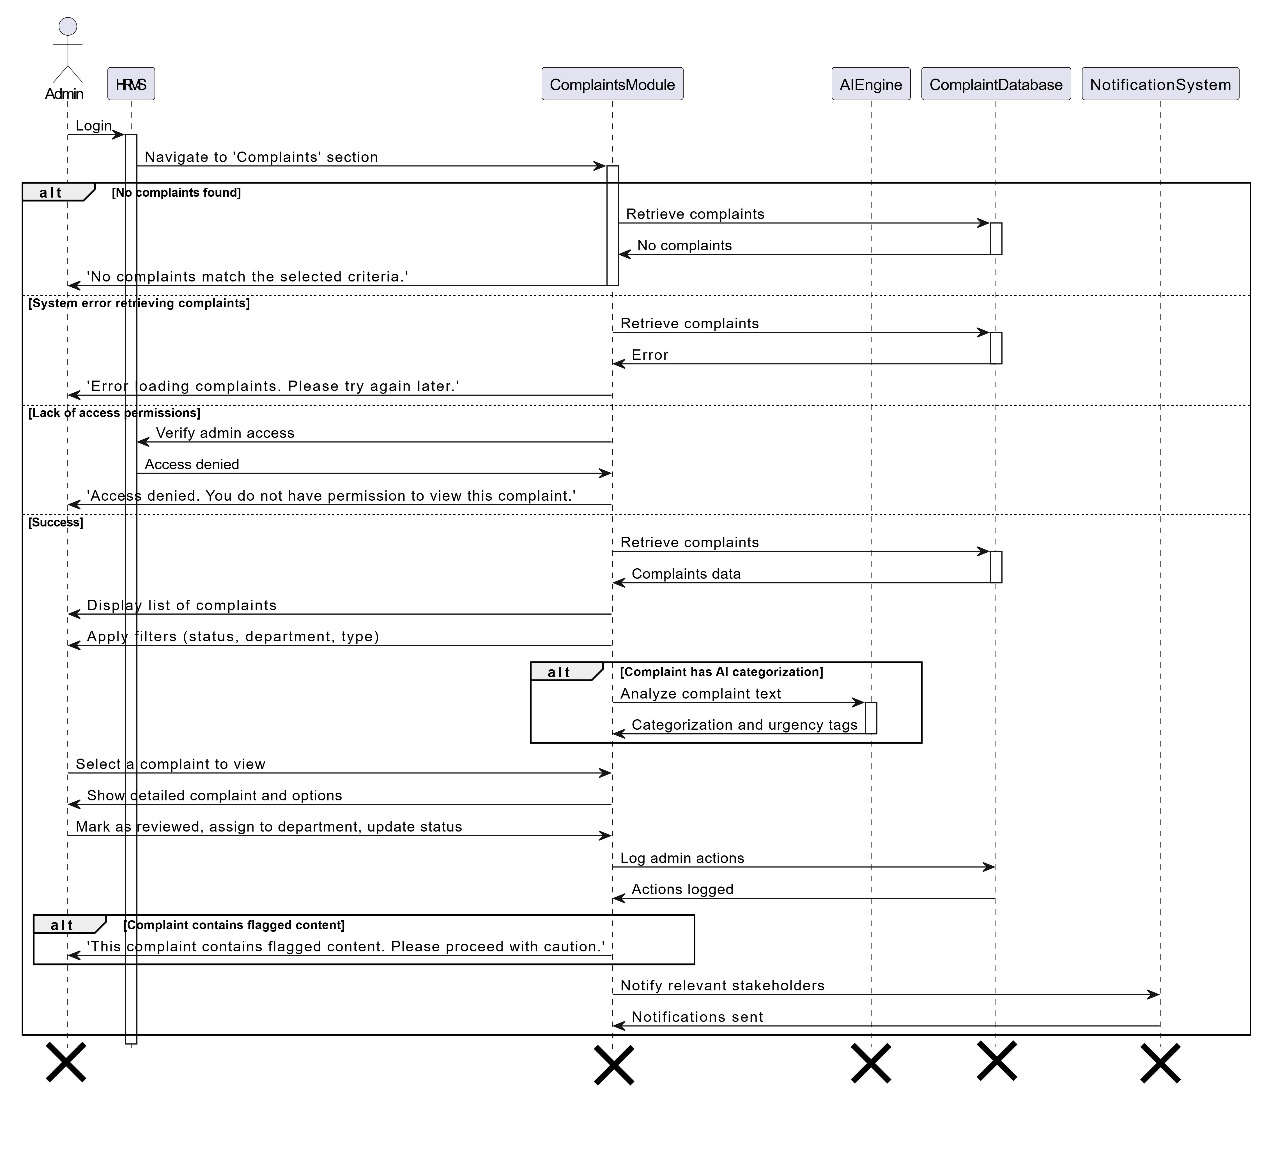 Admin
HRMS
ComplaintsModule
AIEngine
ComplaintDatabase
NotificationSystem
Login
Navigate to 'Complaints' section
alt
[No complaints found]
Retrieve complaints
No complaints
'No complaints match the selected criteria.'
[System error retrieving complaints]
Retrieve complaints
Error
'Error loading complaints. Please try again later.'
[Lack of access permissions]
Verify admin access
Access denied
'Access denied. You do not have permission to view this complaint.'
[Success]
Retrieve complaints
Complaints data
Display list of complaints
Apply filters (status, department, type)
alt
[Complaint has AI categorization]
Analyze complaint text
Categorization and urgency tags
Select a complaint to view
Show detailed complaint and options
Mark as reviewed, assign to department, update status
Log admin actions
Actions logged
alt
[Complaint contains flagged content]
'This complaint contains flagged content. Please proceed with caution.'
Notify relevant stakeholders
Notifications sent